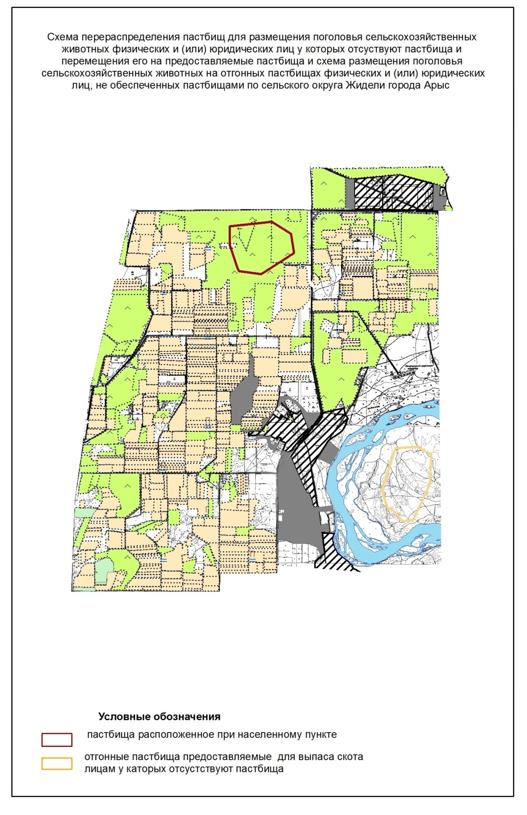 Схема перераспределения пастбищ для размещения поголовья сельскохозяйственных
животных физических и (или) юридических лиц у которых отсуствуют пастбища и
перемещения его на предоставляемые пастбища и схема размещения поголовья
сельскохозяйственных животных на отгонных пастбищах физических и (или) юридических
лиц, не обеспеченных пастбищами по сельского округа Жидели города Арыс
Условные обозначения
пастбища расположенное при населенному пункте
отгонные пастбища предоставляемые для выпаса скота
лицам у каторых отсустствуют пастбища